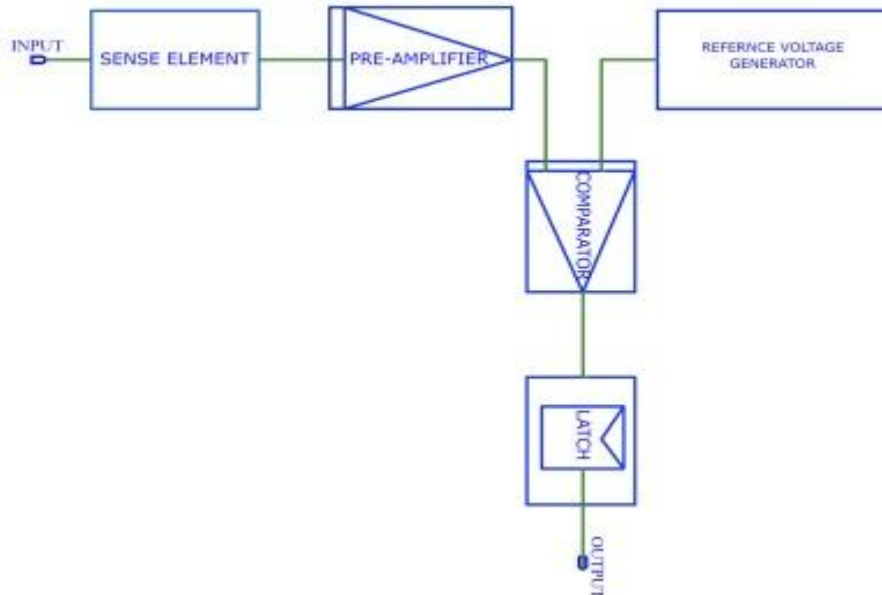 INPUT
SENSE ELEMENT
PRE-AMPLIFIER
REFERNCE VOLTAGE
GENERATOR
COMPARATOR
LATCH
OUTPUT